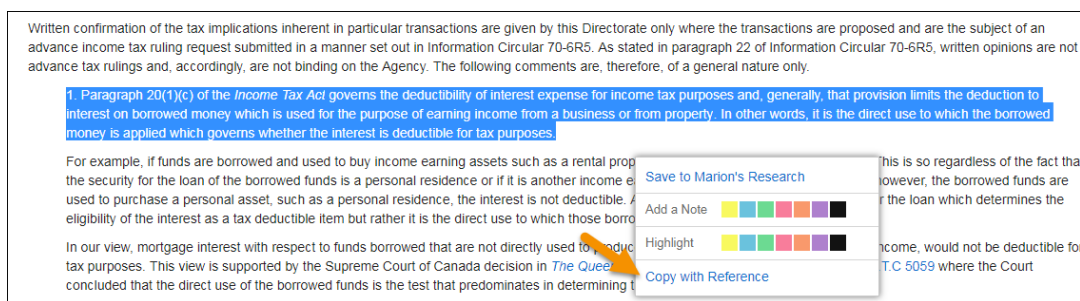 Written confirmation of the tax implications inherent in particular transactions are given by this Directorate only where the transactions are proposed and are the subject of an
advance income tax ruling request submitted in a manner set out in Information Circular 70-6R5. As stated in paragraph 22 of Information Circular 70-6R5, written opinions are not
advance tax rulings and, accordingly, are not binding on the Agency. The following comments are, therefore, of a general nature only.
1. Paragraph 20(1)(c) of the Income Tax Act governs the deductibility of interest expense for income tax purposes and, generally, that provision limits the deduction to
interest on borrowed money which is used for the purpose of earning income from a business or from property. In other words, it is the direct use to which the borrowed
money is applied which governs whether the interest is deductible for tax purposes.
For example, if funds are borrowed and used to buy income earning assets such as a rental prop his is so regardless of the fact tha
the security for the loan of the borrowed funds is a personal residence or if it is another income e owever, the borrowed funds are
used to purchase a personal asset, such as a personal residence, the interest is not deductible. r the loan which determines the
eligibility of the interest as a tax deductible item but rather it is the direct use to which those borro
In our view, mortgage interest with respect to funds borrowed that are not directly used to produc ncome, would not be deductible for
tax purposes. This view is supported by the Supreme Court of Canada decision in The Quee T.C 5059 where the Court
concluded that the direct use of the borrowed funds is the test that predominates in determining t
Save to Marion's Research
Add a Note
Highlight
Copy with Reference